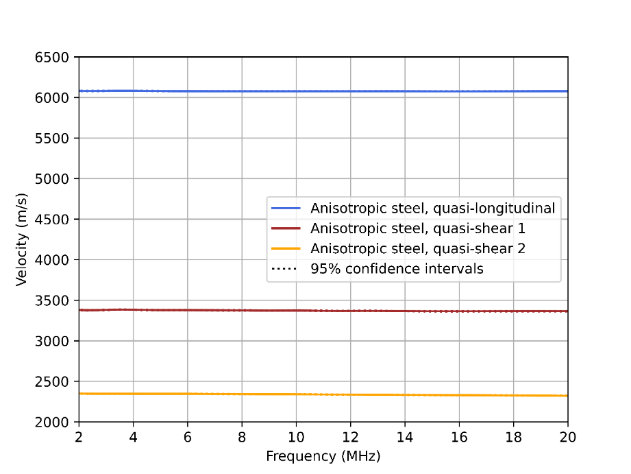 6500
6000
5500
5000
4500
4000
3500
3000
2500
2000
Velocity (m/s)
Anisotropic steel, quasi-longitudinal
Anisotropic steel, quasi-shear 1
Anisotropic steel, quasi-shear 2
95% confidence intervals
2 4 6 8 10 12 14 16 18 20
Frequency (MHz)